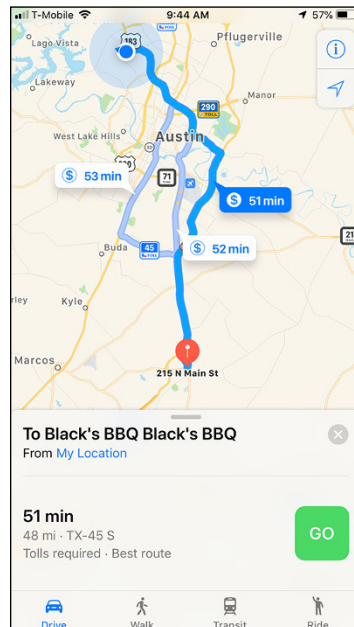 T-Mobile 9:44 AM 57%
Lago Vista
183
Pflugerville
Lakeway
Manor
290
TOLL
West Lake Hills
Austin
71
$ 53 min
$ 51 min
$ 52 min
Buda
45
TOLL
21
Kyle
Marcos
215 N Main St
To Black's BBQ Black's BBQ
From My Location
51 min
48 mi · TX-45 S
Tolls required · Best route
GO
Drive Walk Transit Ride